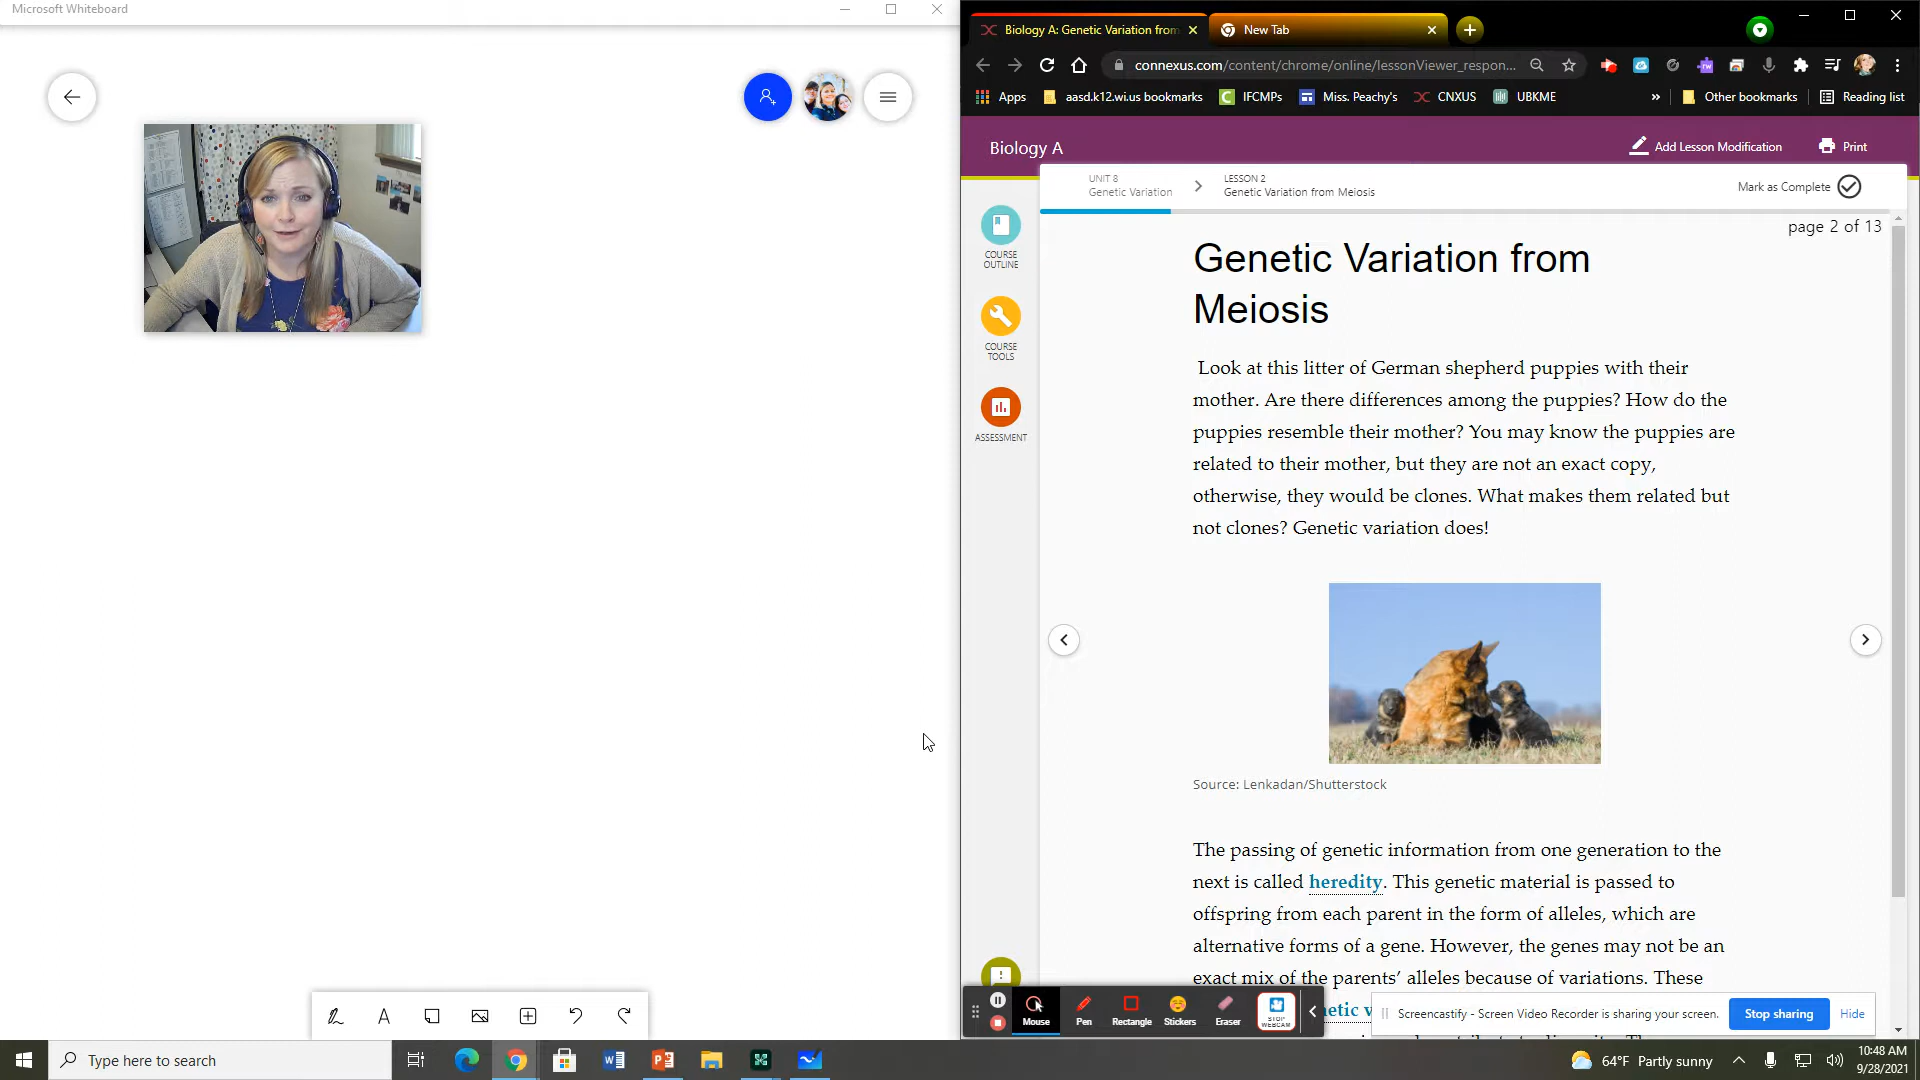 Microsoft Whiteboard
Biology A: Genetic Variation from
New Tab
connexus.com/content/chrome/online/lessonViewer_respon...
Apps
aasd.k12.wi.us bookmarks
IFCMPs
Miss. Peachy's
CNXUS
UBKME
»
Other bookmarks
Reading list
Biology A
Add Lesson Modification
Print
UNIT 8
Genetic Variation
LESSON 2
Genetic Variation from Meiosis
Mark as Complete
page 2 of 13
COURSE
OUTLINE
COURSE
TOOLS
ASSESSMENT
Genetic Variation from
Meiosis
Look at this litter of German shepherd puppies with their
mother. Are there differences among the puppies? How do the
puppies resemble their mother? You may know the puppies are
related to their mother, but they are not an exact copy,
otherwise, they would be clones. What makes them related but
not clones? Genetic variation does!
Source: Lenkadan/Shutterstock
The passing of genetic information from one generation to the
next is called heredity. This genetic material is passed to
offspring from each parent in the form of alleles, which are
alternative forms of a gene. However, the genes may not be an
exact mix of the parents’ alleles because of variations. These
Mouse
Pen
Rectangle
Stickers
Eraser
STOP
WEBCAM
Screencastify - Screen Video Recorder is sharing your screen.
Stop sharing
Hide
Type here to search
64°F Partly sunny
10:48 AM
9/28/2021